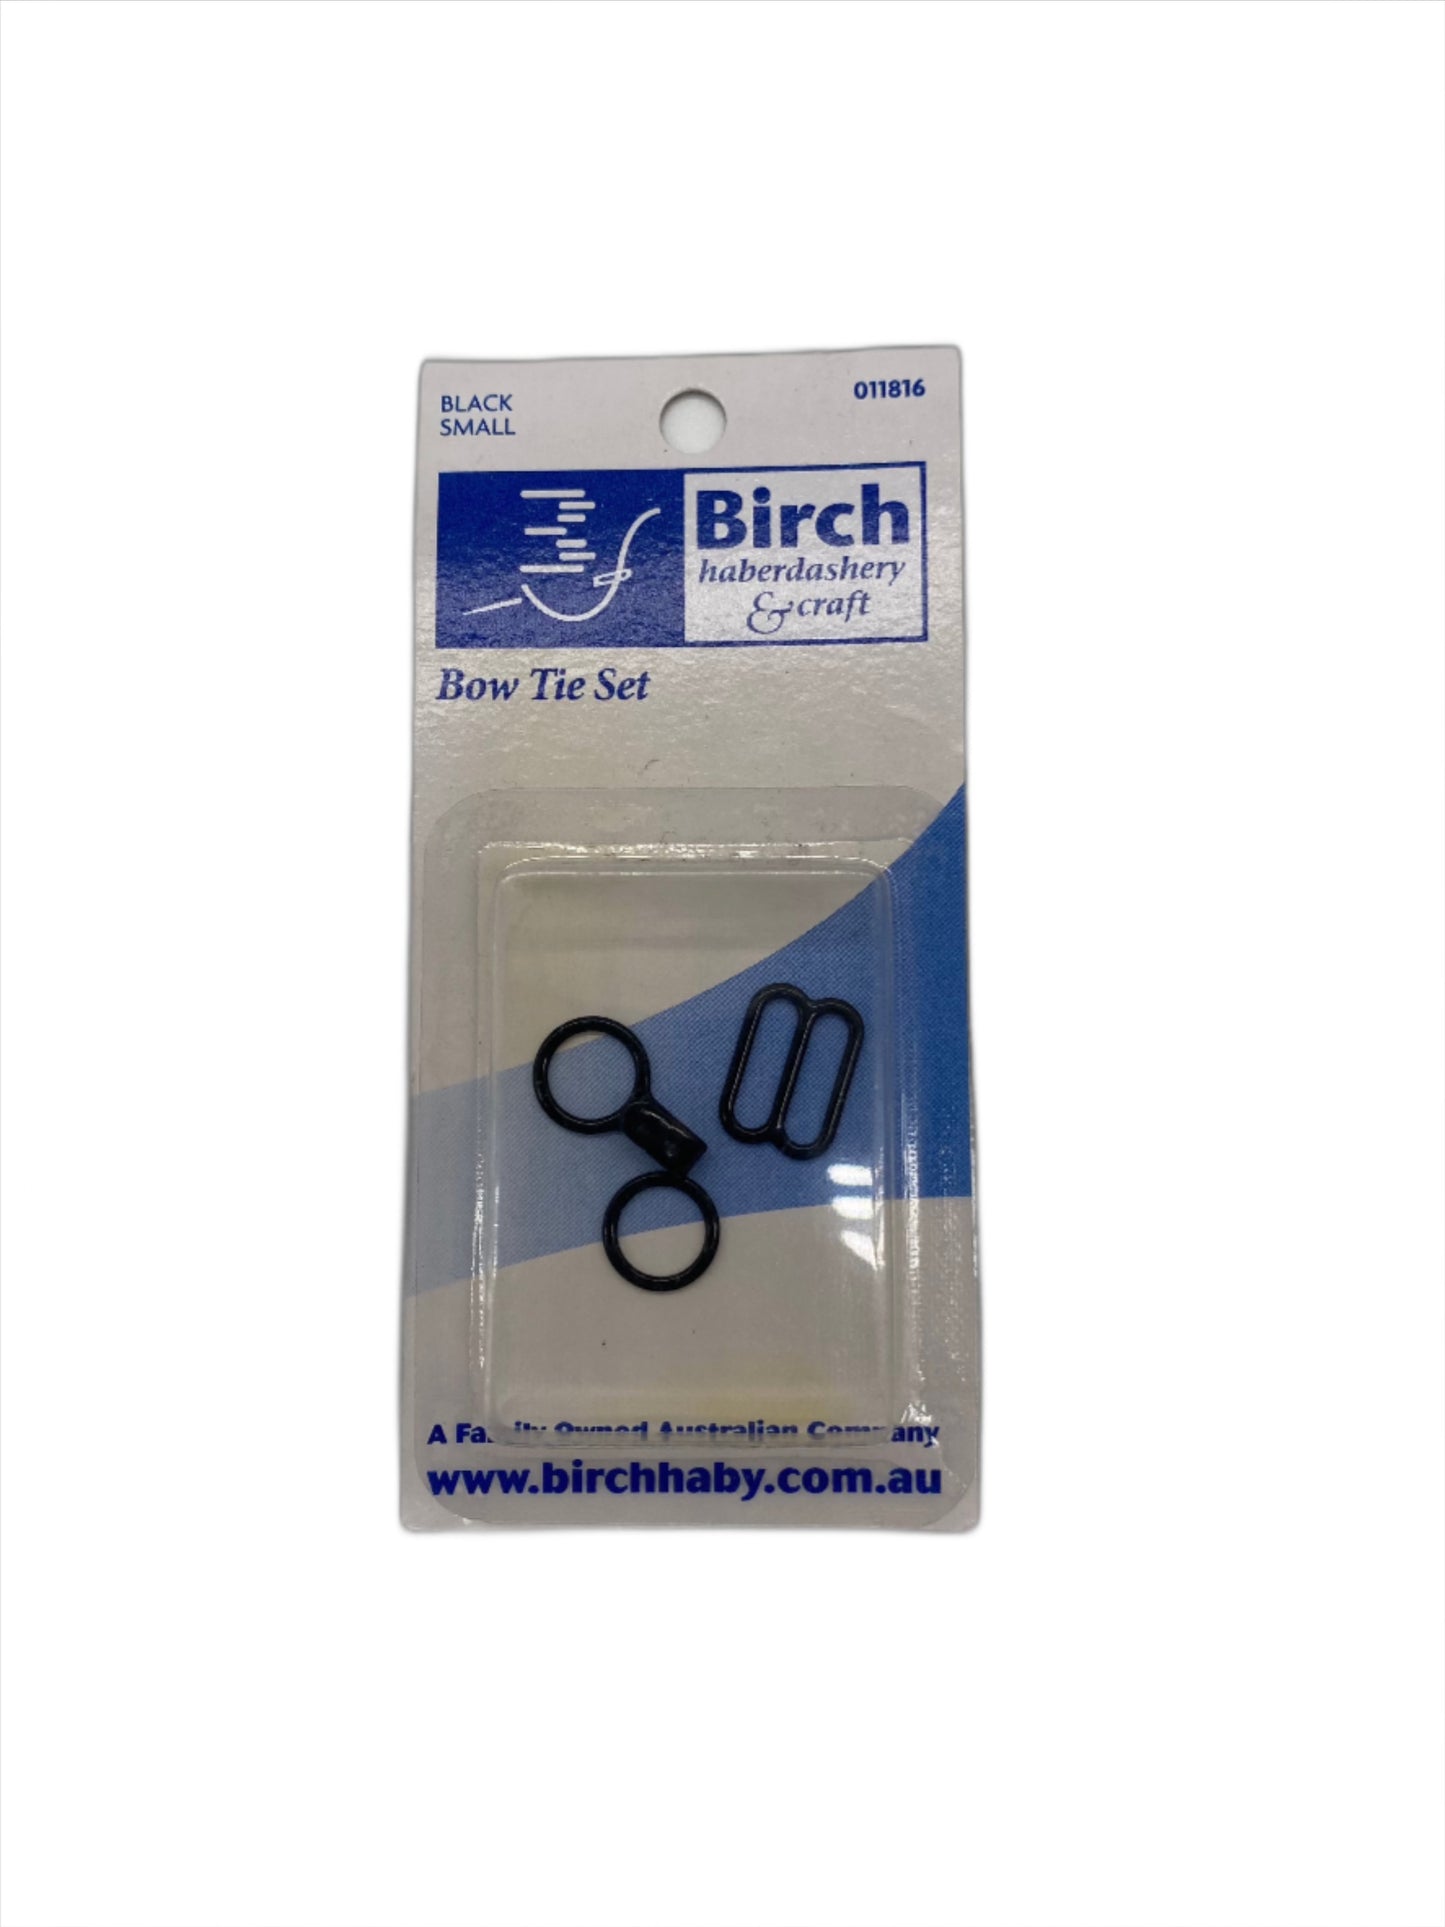 BLACK
SMALL
011816
Birch
haberdashery
& craft
Bow Tie Set
A Family Owned Australian Company
www.birchhaby.com.au